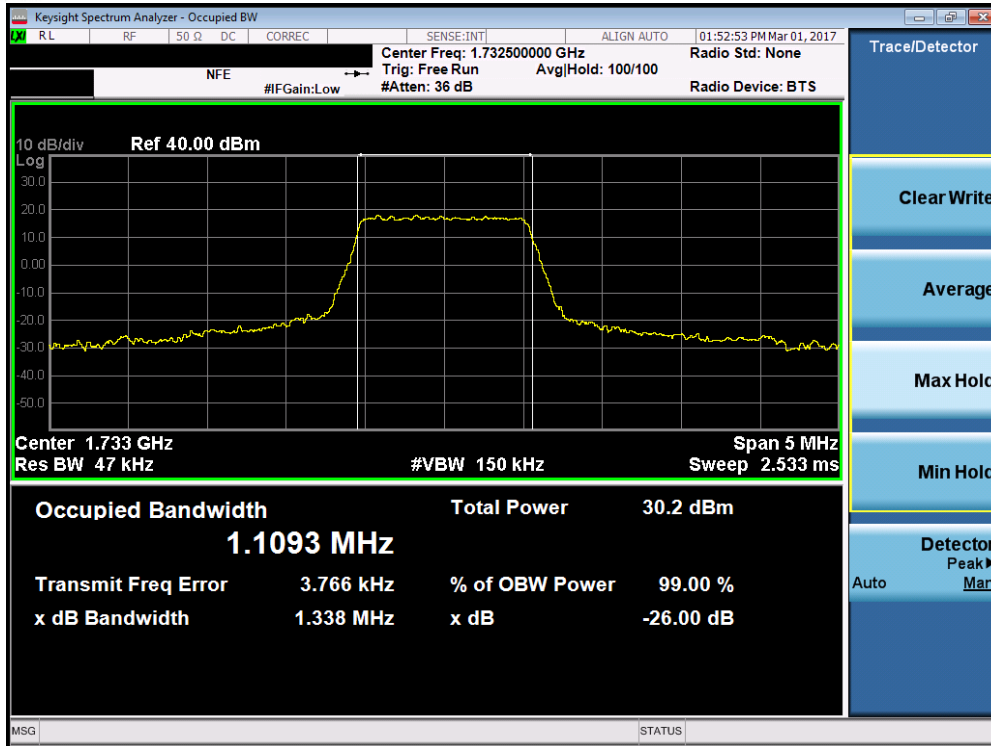 Keysight Spectrum Analyzer - Occupied BW
LXI RL RF 50 Ω DC CORREC SENSE:INT ALIGN AUTO 01:52:53 PM Mar 01, 2017
Center Freq: 1.732500000 GHz Radio Std: None
NFE Trig: Free Run Avg|Hold: 100/100
#IFGain:Low #Atten: 36 dB Radio Device: BTS
10 dB/div Ref 40.00 dBm
Log
30.0
20.0
10.0
0.00
-10.0
-20.0
-30.0
-40.0
-50.0
Center 1.733 GHz Span 5 MHz
Res BW 47 kHz #VBW 150 kHz Sweep 2.533 ms
Occupied Bandwidth Total Power 30.2 dBm
1.1093 MHz
Transmit Freq Error 3.766 kHz % of OBW Power 99.00 %
x dB Bandwidth 1.338 MHz x dB -26.00 dB
MSG STATUS
Trace/Detector
Clear Write
Average
Max Hold
Min Hold
Detector
Peak▶
Auto Man